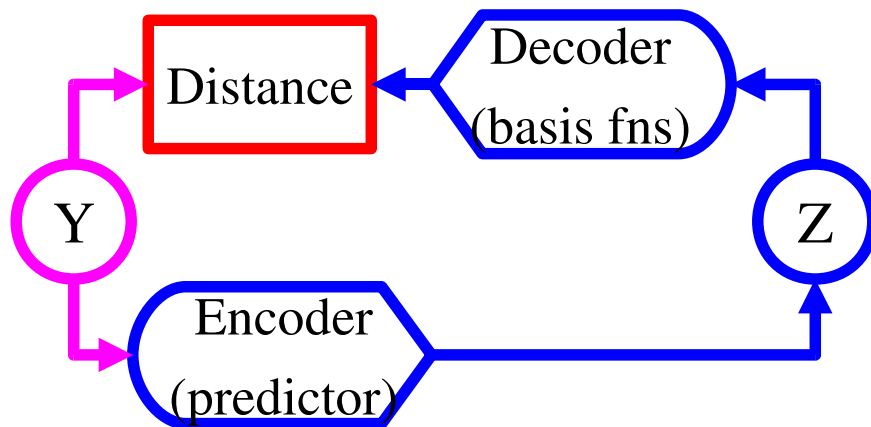 Decoder
Distance
(basis fns)
Y
Z
Encoder
(predictor)